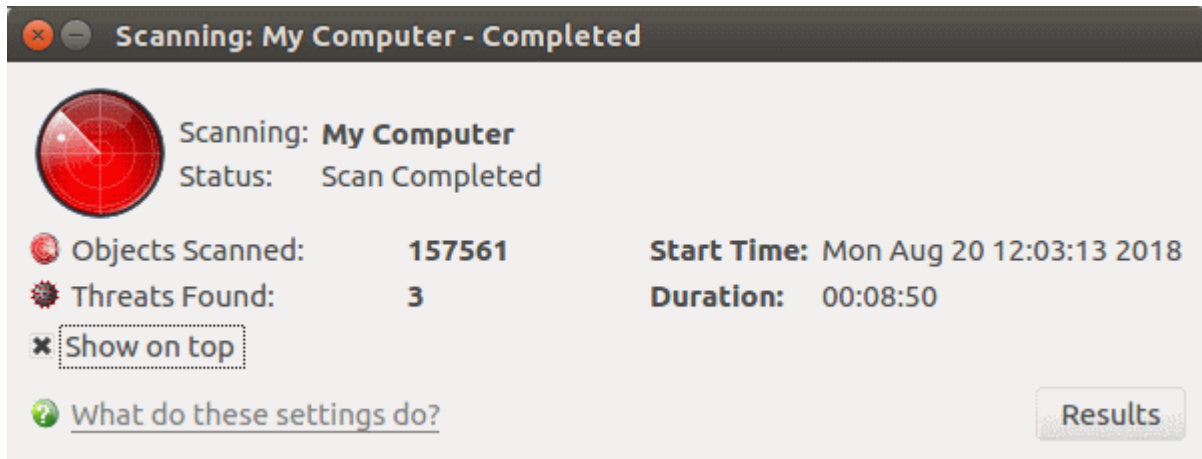 Scanning: My Computer - Completed
Scanning: My Computer
Status: Scan Completed
Objects Scanned: 157561 Start Time: Mon Aug 20 12:03:13 2018
Threats Found: 3 Duration: 00:08:50
Show on top
What do these settings do? Results